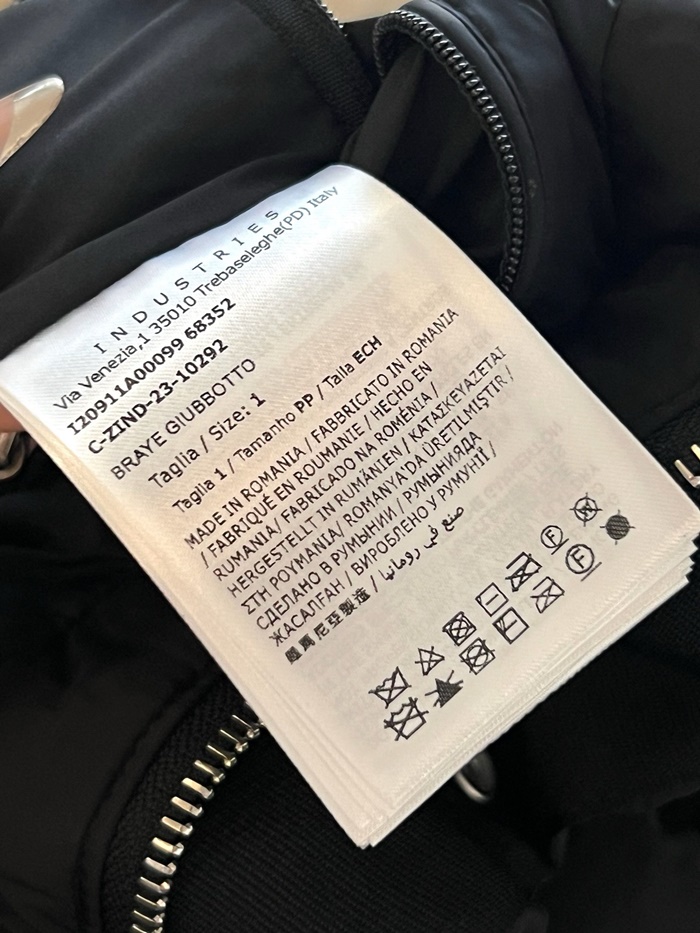 INDUSTRIES
Via Venezia,1 35010 Trebaseleghe(PD) Italy
I20911A00099 68352
C-ZIND-23-10292
BRAYE GIUBBOTTO
Taglia / Size: 1
Taglia 1 / Tamanho PP / Talla ECH
MADE IN ROMANIA / FABBRICATO IN ROMANIA
/ FABRIQUÉ EN ROUMANIE / HECHO EN
RUMANIA/ FABRICADO NA ROMÉNIA /
HERGESTELLT IN RUMÄNIEN / ΚΑΤΑΣΚΕΥΑΖΕΤΑΙ
ΣΤΗ ΡΟΥΜΑΝΙΑ/ ROMANYA'DA ÜRETILMIŞTIR /
СДЕЛАНО В РУМЫНИИ / РУМЫНИЯДА
ЖАСАЛҒАН / ВИРОБЛЕНО У РУМУНІЇ /
羅馬尼亞製造 / صنع في رومانيا